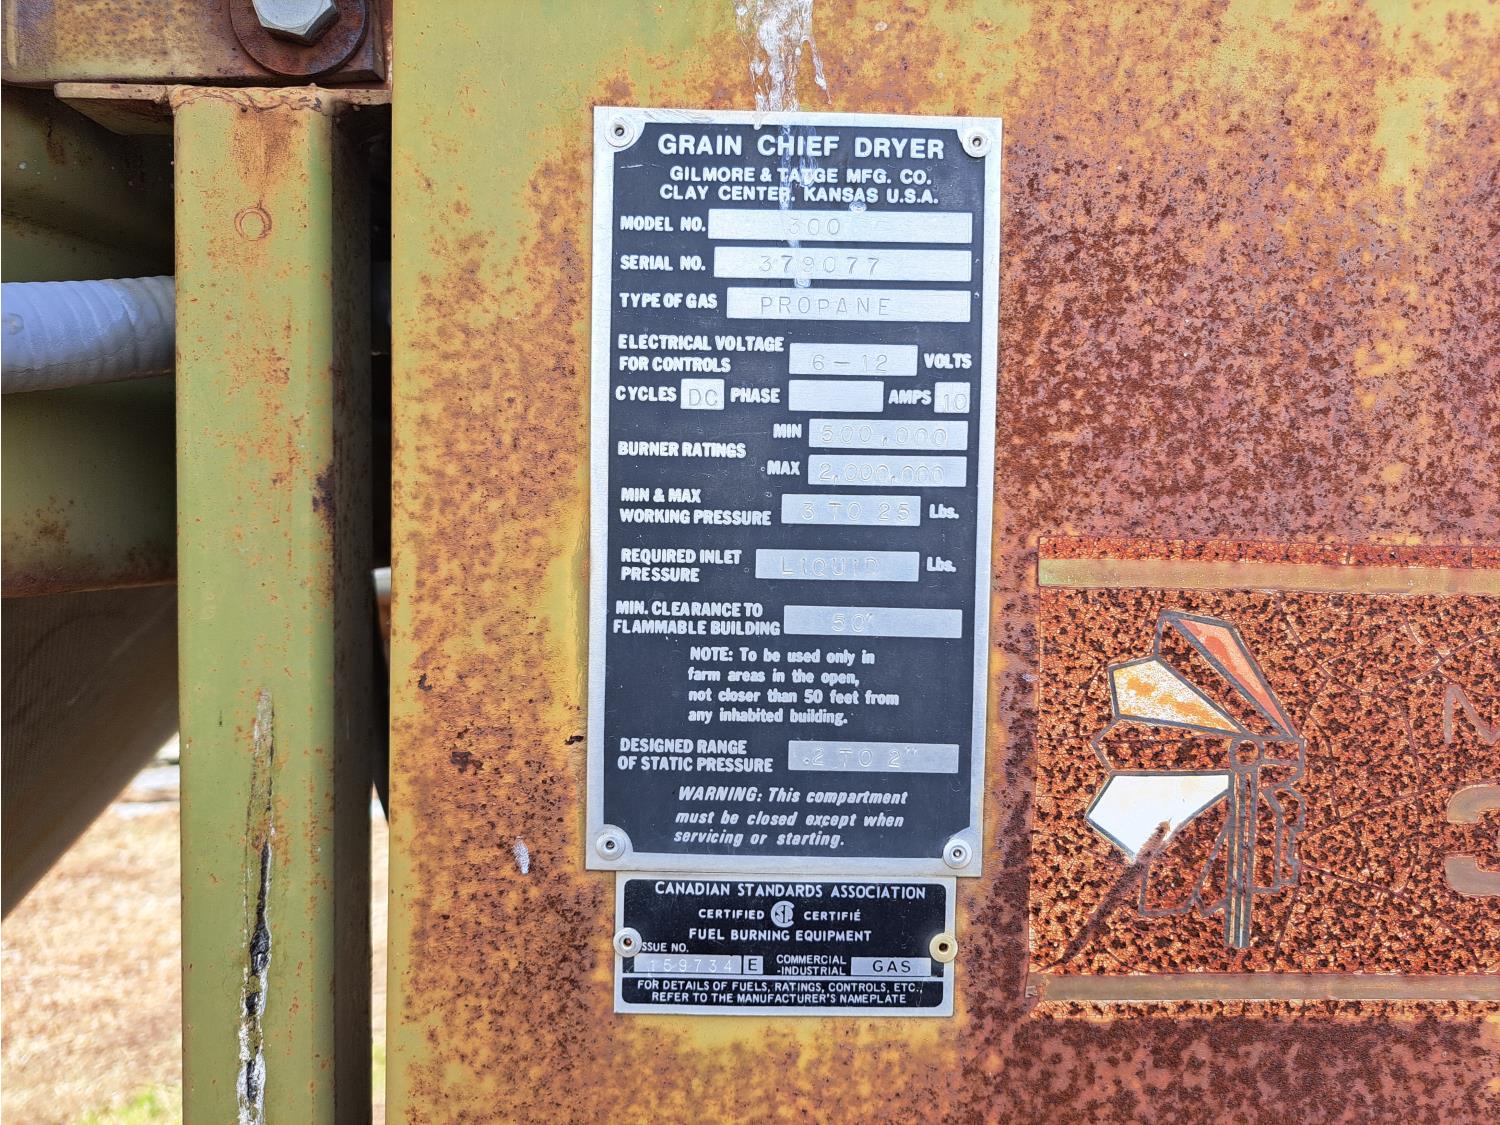 GRAIN CHIEF DRYER
GILMORE & TATGE MFG. CO.
CLAY CENTER, KANSAS U.S.A.
MODEL NO. 300
SERIAL NO. 379077
TYPE OF GAS PROPANE
ELECTRICAL VOLTAGE
FOR CONTROLS 6-12 VOLTS
CYCLES DC PHASE AMPS 10
BURNER RATINGS
MIN 500,000
MAX 2,000,000
MIN & MAX
WORKING PRESSURE 3 TO 25 Lbs.
REQUIRED INLET
PRESSURE LIQUID Lbs.
MIN. CLEARANCE TO
FLAMMABLE BUILDING 50"
NOTE: To be used only in
farm areas in the open,
not closer than 50 feet from
any inhabited building.
DESIGNED RANGE
OF STATIC PRESSURE .2 TO 2"
WARNING: This compartment
must be closed except when
servicing or starting.
CANADIAN STANDARDS ASSOCIATION
CERTIFIED CERTIFIÉ
FUEL BURNING EQUIPMENT
ISSUE NO.
159734 E COMMERCIAL
-INDUSTRIAL GAS
FOR DETAILS OF FUELS, RATINGS, CONTROLS, ETC.,
REFER TO THE MANUFACTURER'S NAMEPLATE